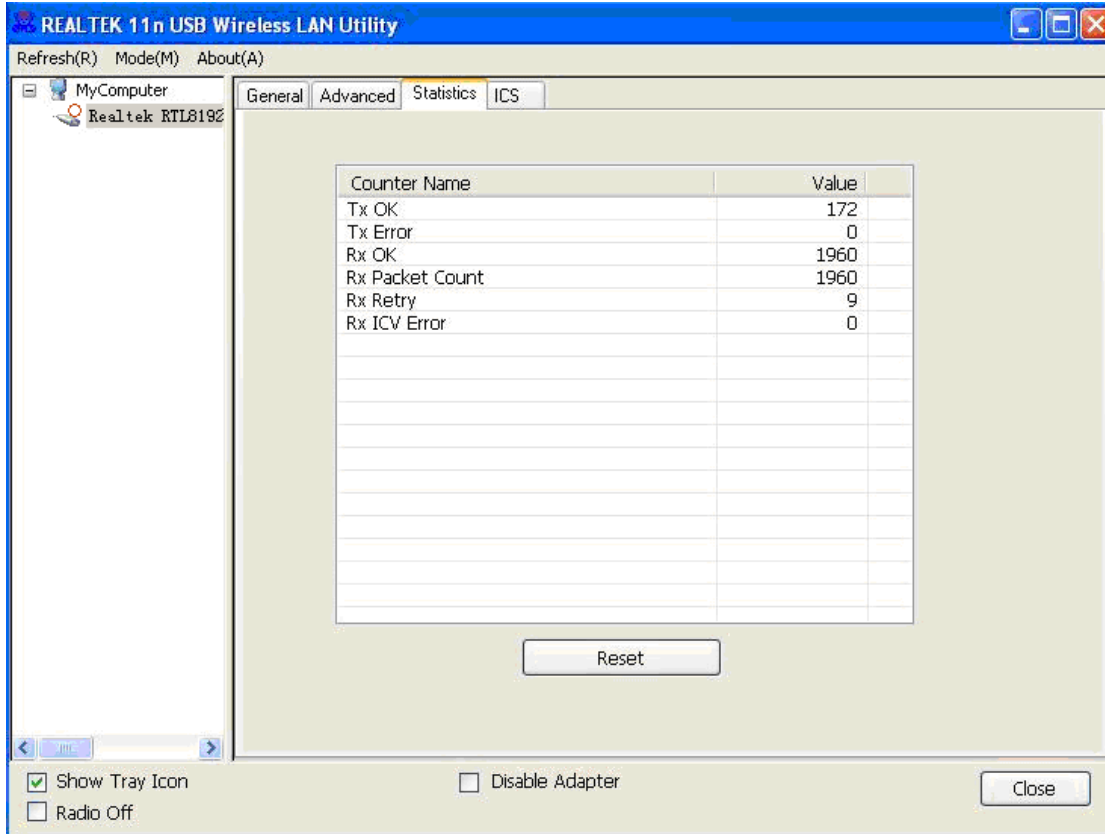 REALTEK 11n USB Wireless LAN Utility
Refresh(R) Mode(M) About(A)
MyComputer
Realtek RTL8192
General Advanced Statistics ICS
Counter Name Value
Tx OK 172
Tx Error 0
Rx OK 1960
Rx Packet Count 1960
Rx Retry 9
Rx ICV Error 0
Reset
Show Tray Icon
Radio Off
Disable Adapter
Close